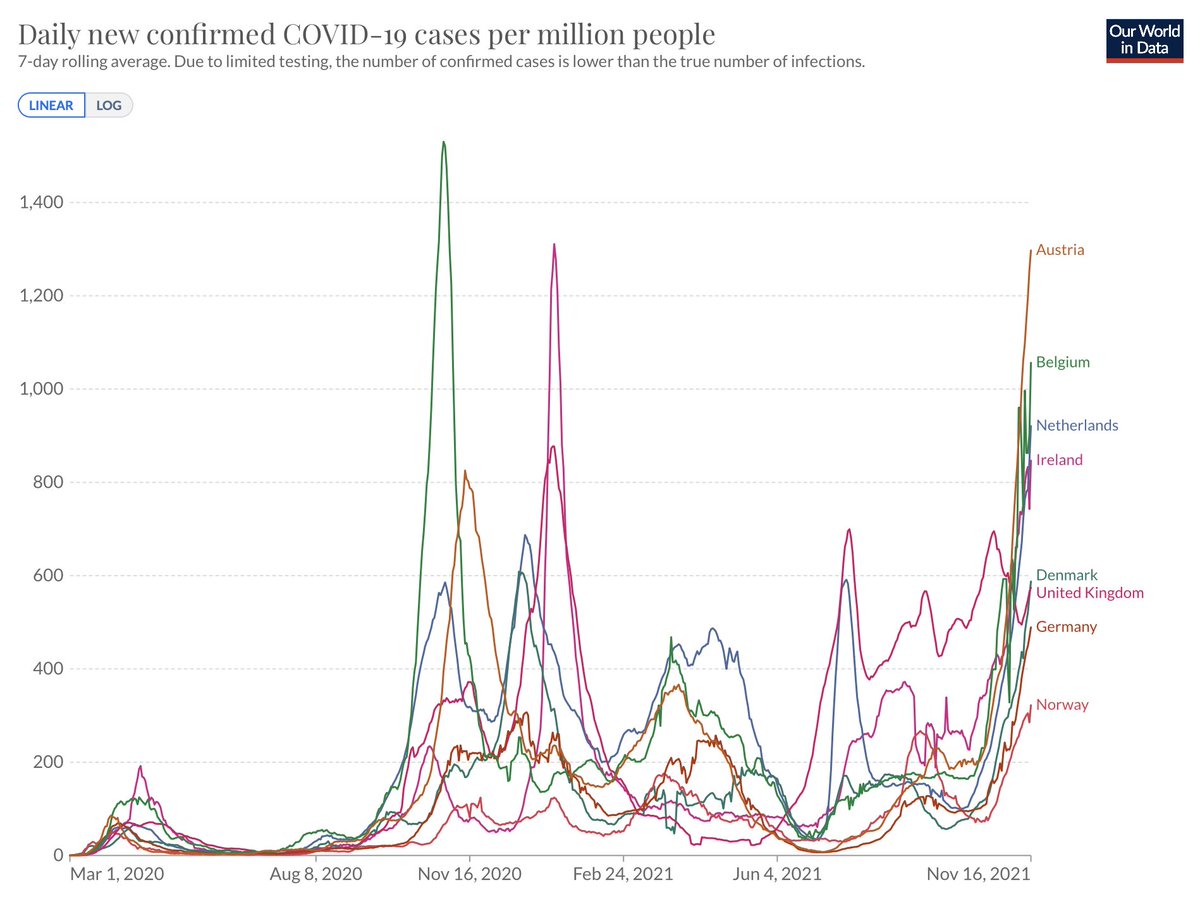 Daily new confirmed COVID-19 cases per million people
Our World
in Data
7-day rolling average. Due to limited testing, the number of confirmed cases is lower than the true number of infections.
LINEAR LOG
1,400
1,200
1,000
800
600
400
200
0
Austria
Belgium
Netherlands
Ireland
Denmark
United Kingdom
Germany
Norway
Mar 1, 2020 Aug 8, 2020 Nov 16, 2020 Feb 24, 2021 Jun 4, 2021 Nov 16, 2021